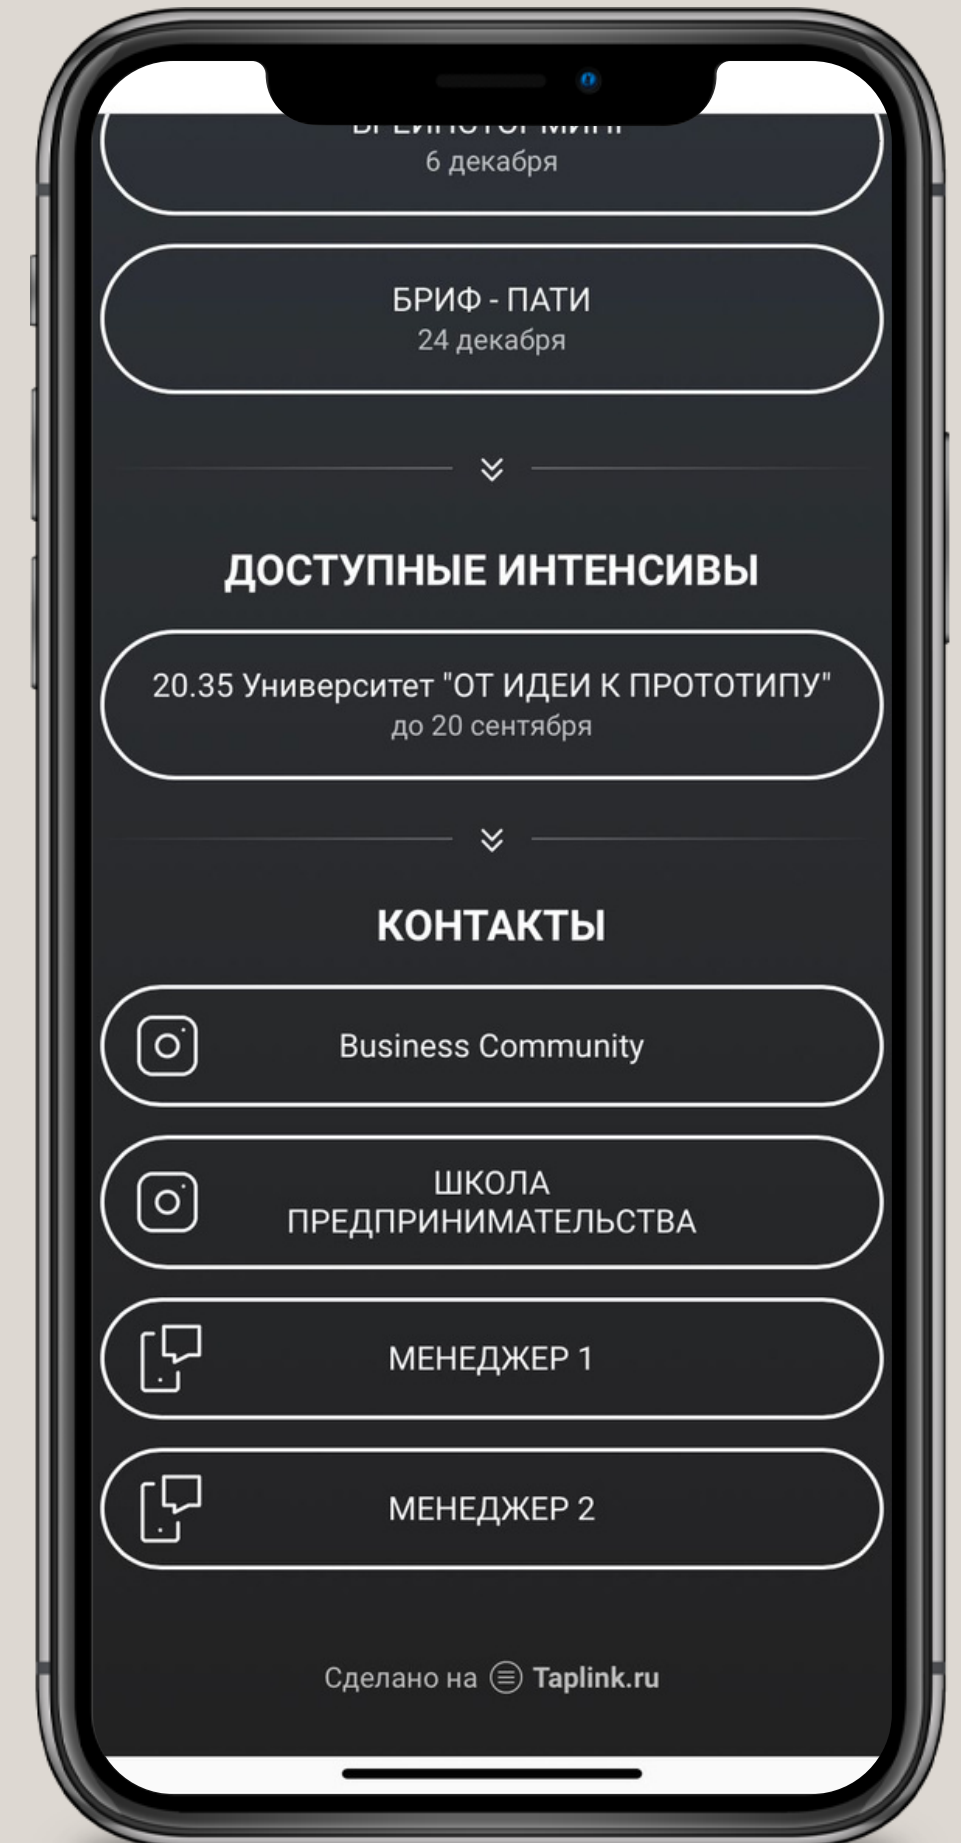 6 декабря
БРИФ - ПАТИ
24 декабря
ДОСТУПНЫЕ ИНТЕНСИВЫ
20.35 Университет "ОТ ИДЕИ К ПРОТОТИПУ"
до 20 сентября
КОНТАКТЫ
Business Community
ШКОЛА
ПРЕДПРИНИМАТЕЛЬСТВА
МЕНЕДЖЕР 1
МЕНЕДЖЕР 2
Сделано на Taplink.ru